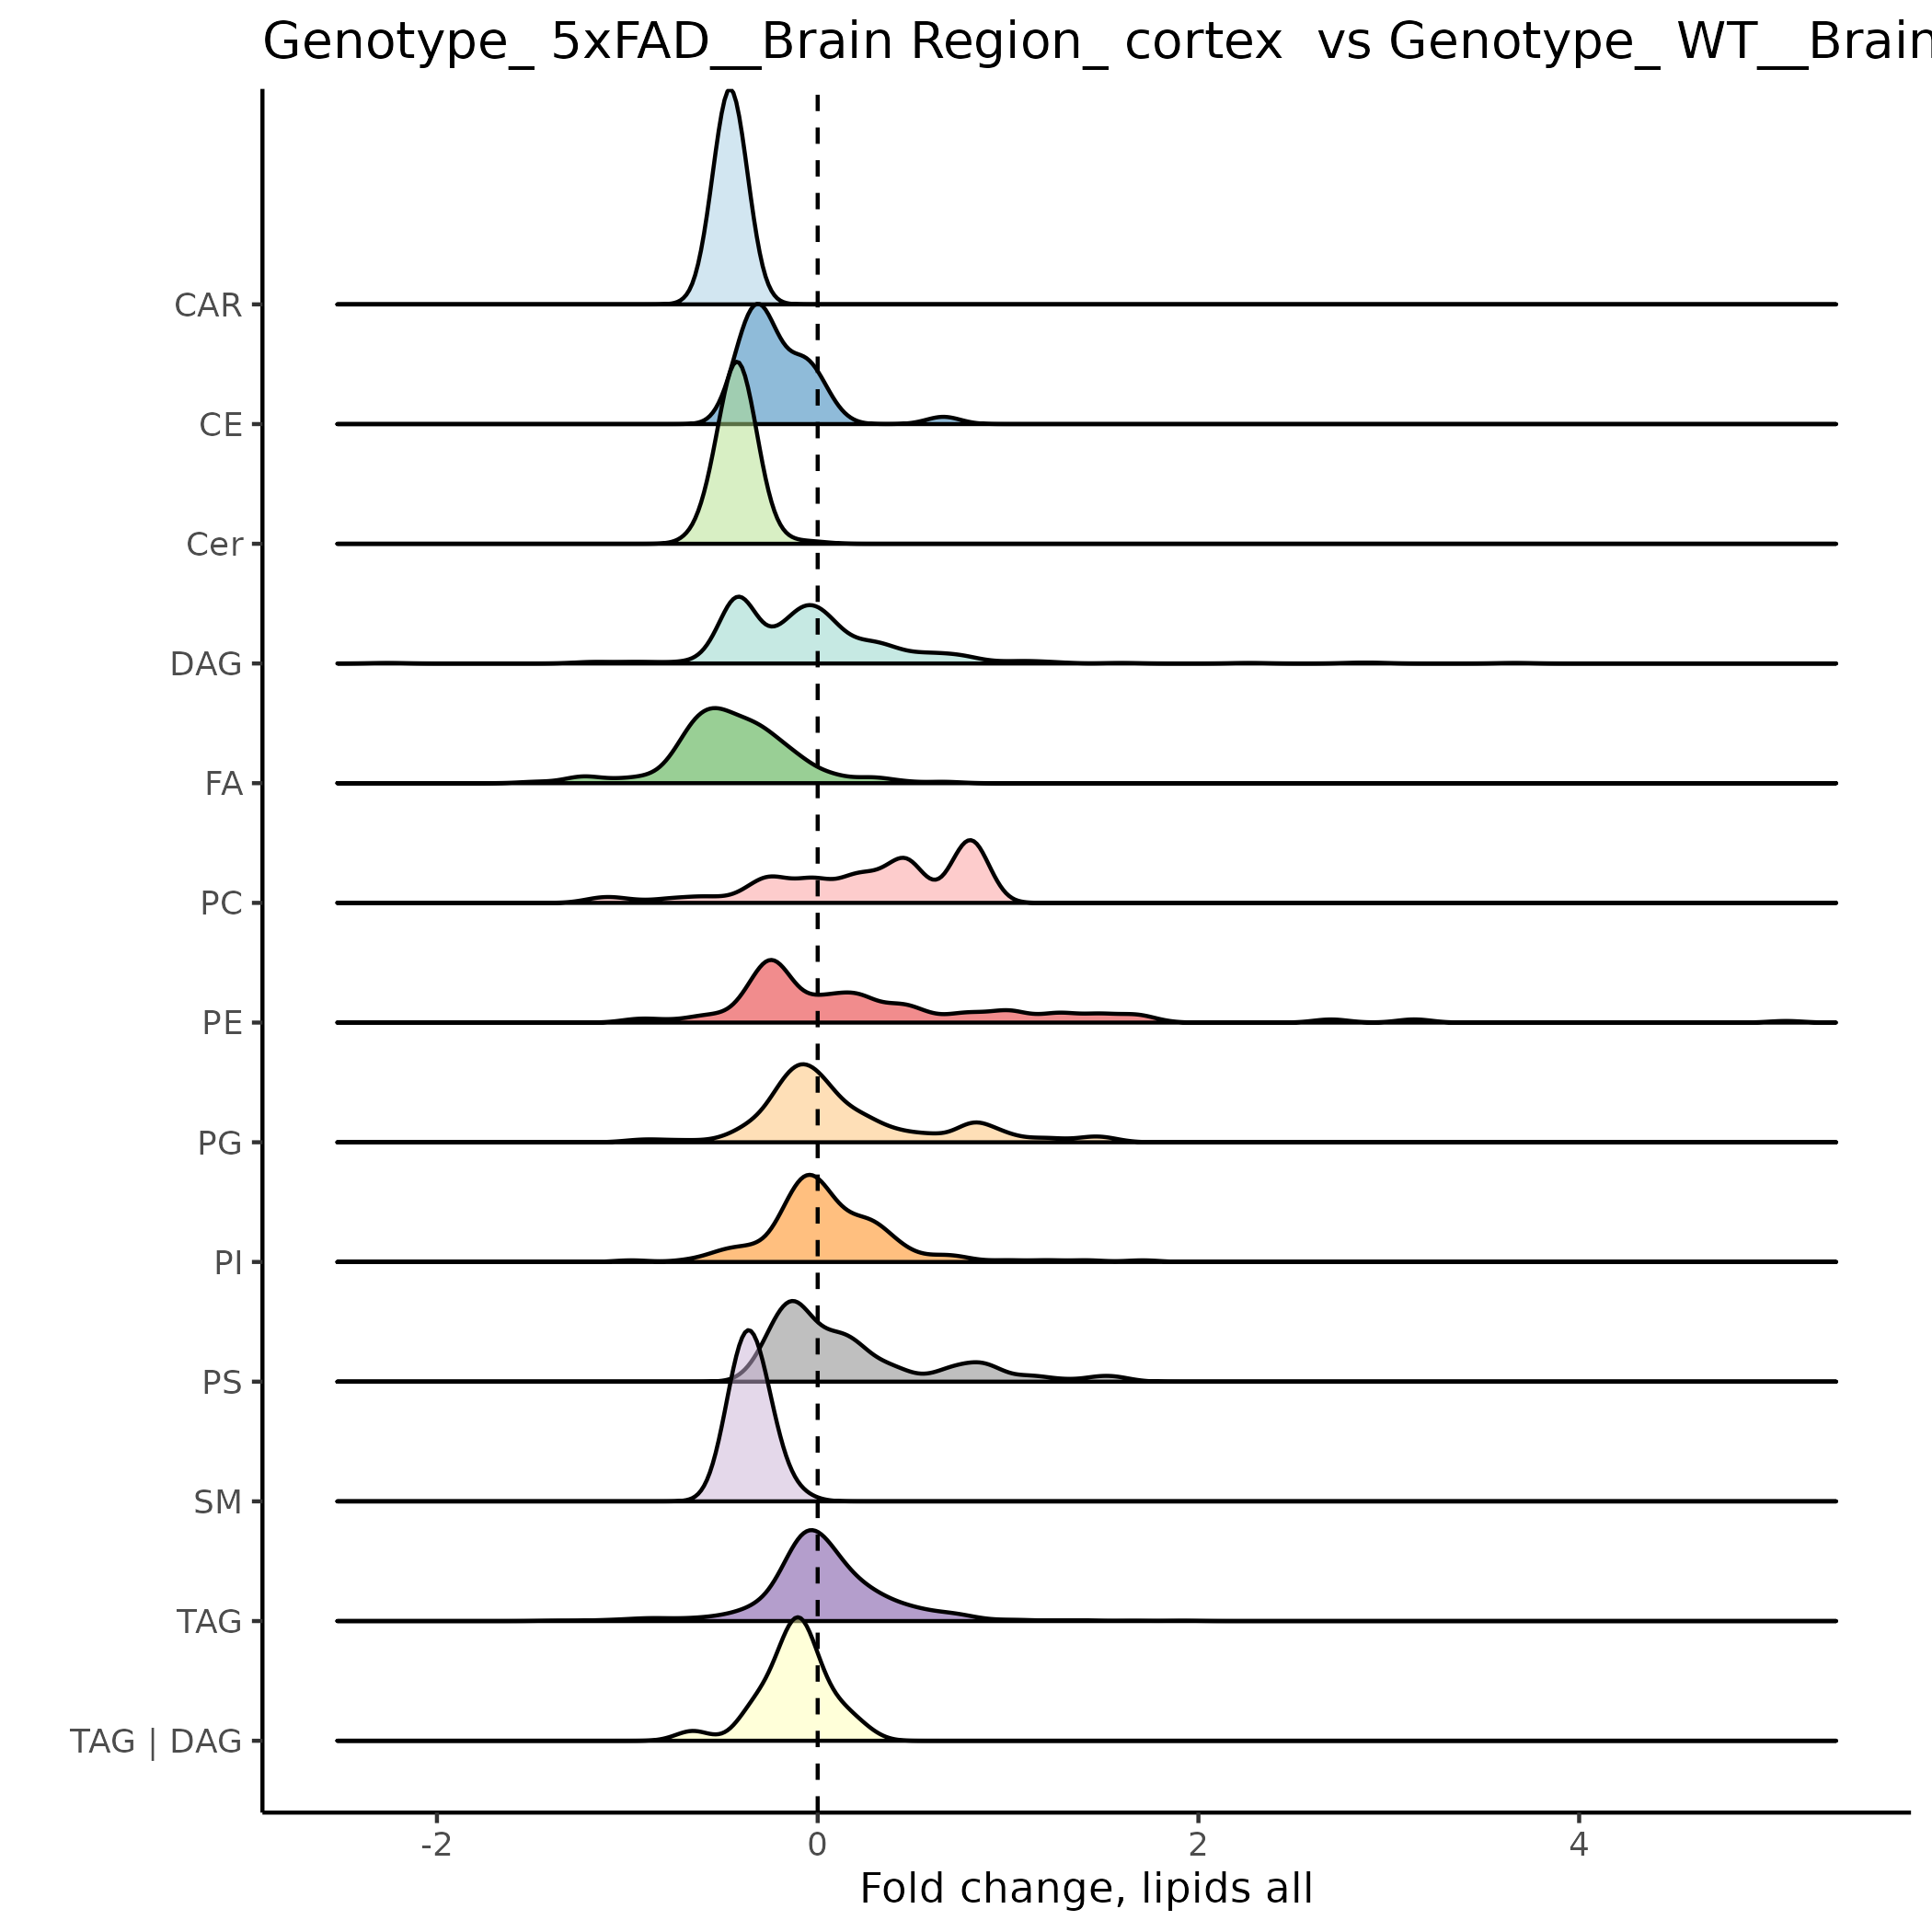 Genotype_ 5xFAD__Brain Region_ cortex  vs Genotype_ WT__Brain
CAR
CE
Cer
DAG
FA
PC
PE
PG
PI
PS
SM
TAG
TAG | DAG
-2 0 2 4
Fold change, lipids all